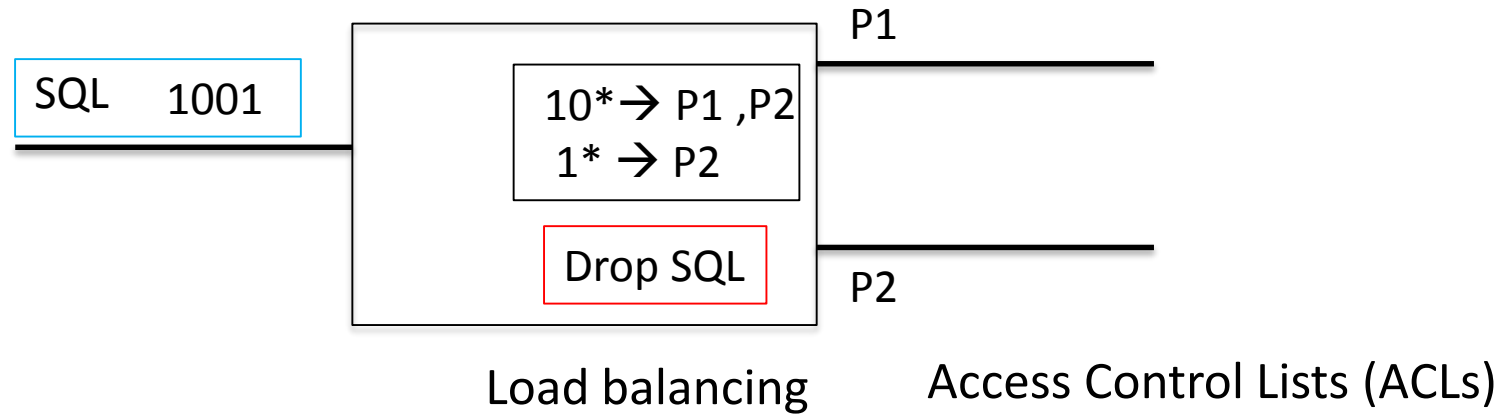 P1
SQL 1001
10*→ P1 ,P2
1* → P2
Drop SQL
P2
Load balancing
Access Control Lists (ACLs)